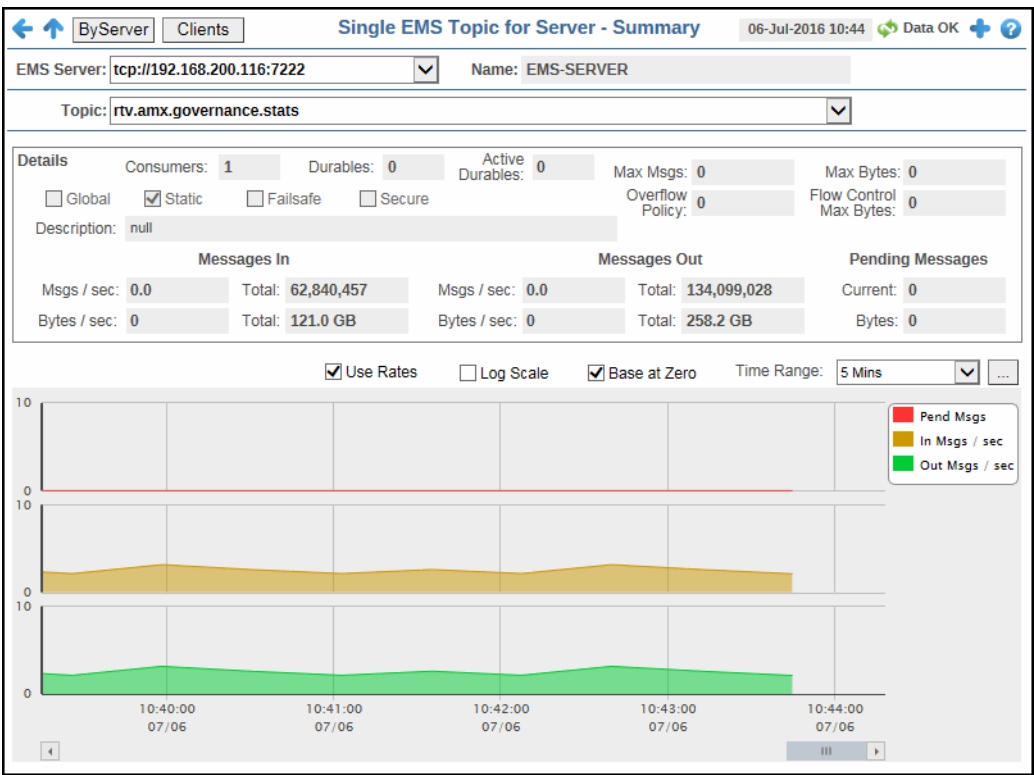 ByServer Clients Single EMS Topic for Server - Summary 06-Jul-2016 10:44 Data OK
EMS Server: tcp://192.168.200.116:7222 Name: EMS-SERVER
Topic: rtv.amx.governance.stats
Details Consumers: 1 Durables: 0 Active Durables: 0 Max Msgs: 0 Max Bytes: 0
Global Static Failsafe Secure Overflow Policy: 0 Flow Control Max Bytes: 0
Description: null
Messages In Messages Out Pending Messages
Msgs / sec: 0.0 Total: 62,840,457 Msgs / sec: 0.0 Total: 134,099,028 Current: 0
Bytes / sec: 0 Total: 121.0 GB Bytes / sec: 0 Total: 258.2 GB Bytes: 0
Use Rates Log Scale Base at Zero Time Range: 5 Mins ...
10
0
Pend Msgs
In Msgs / sec
Out Msgs / sec
10
0
10
0
10:40:00 10:41:00 10:42:00 10:43:00 10:44:00
07/06 07/06 07/06 07/06 07/06